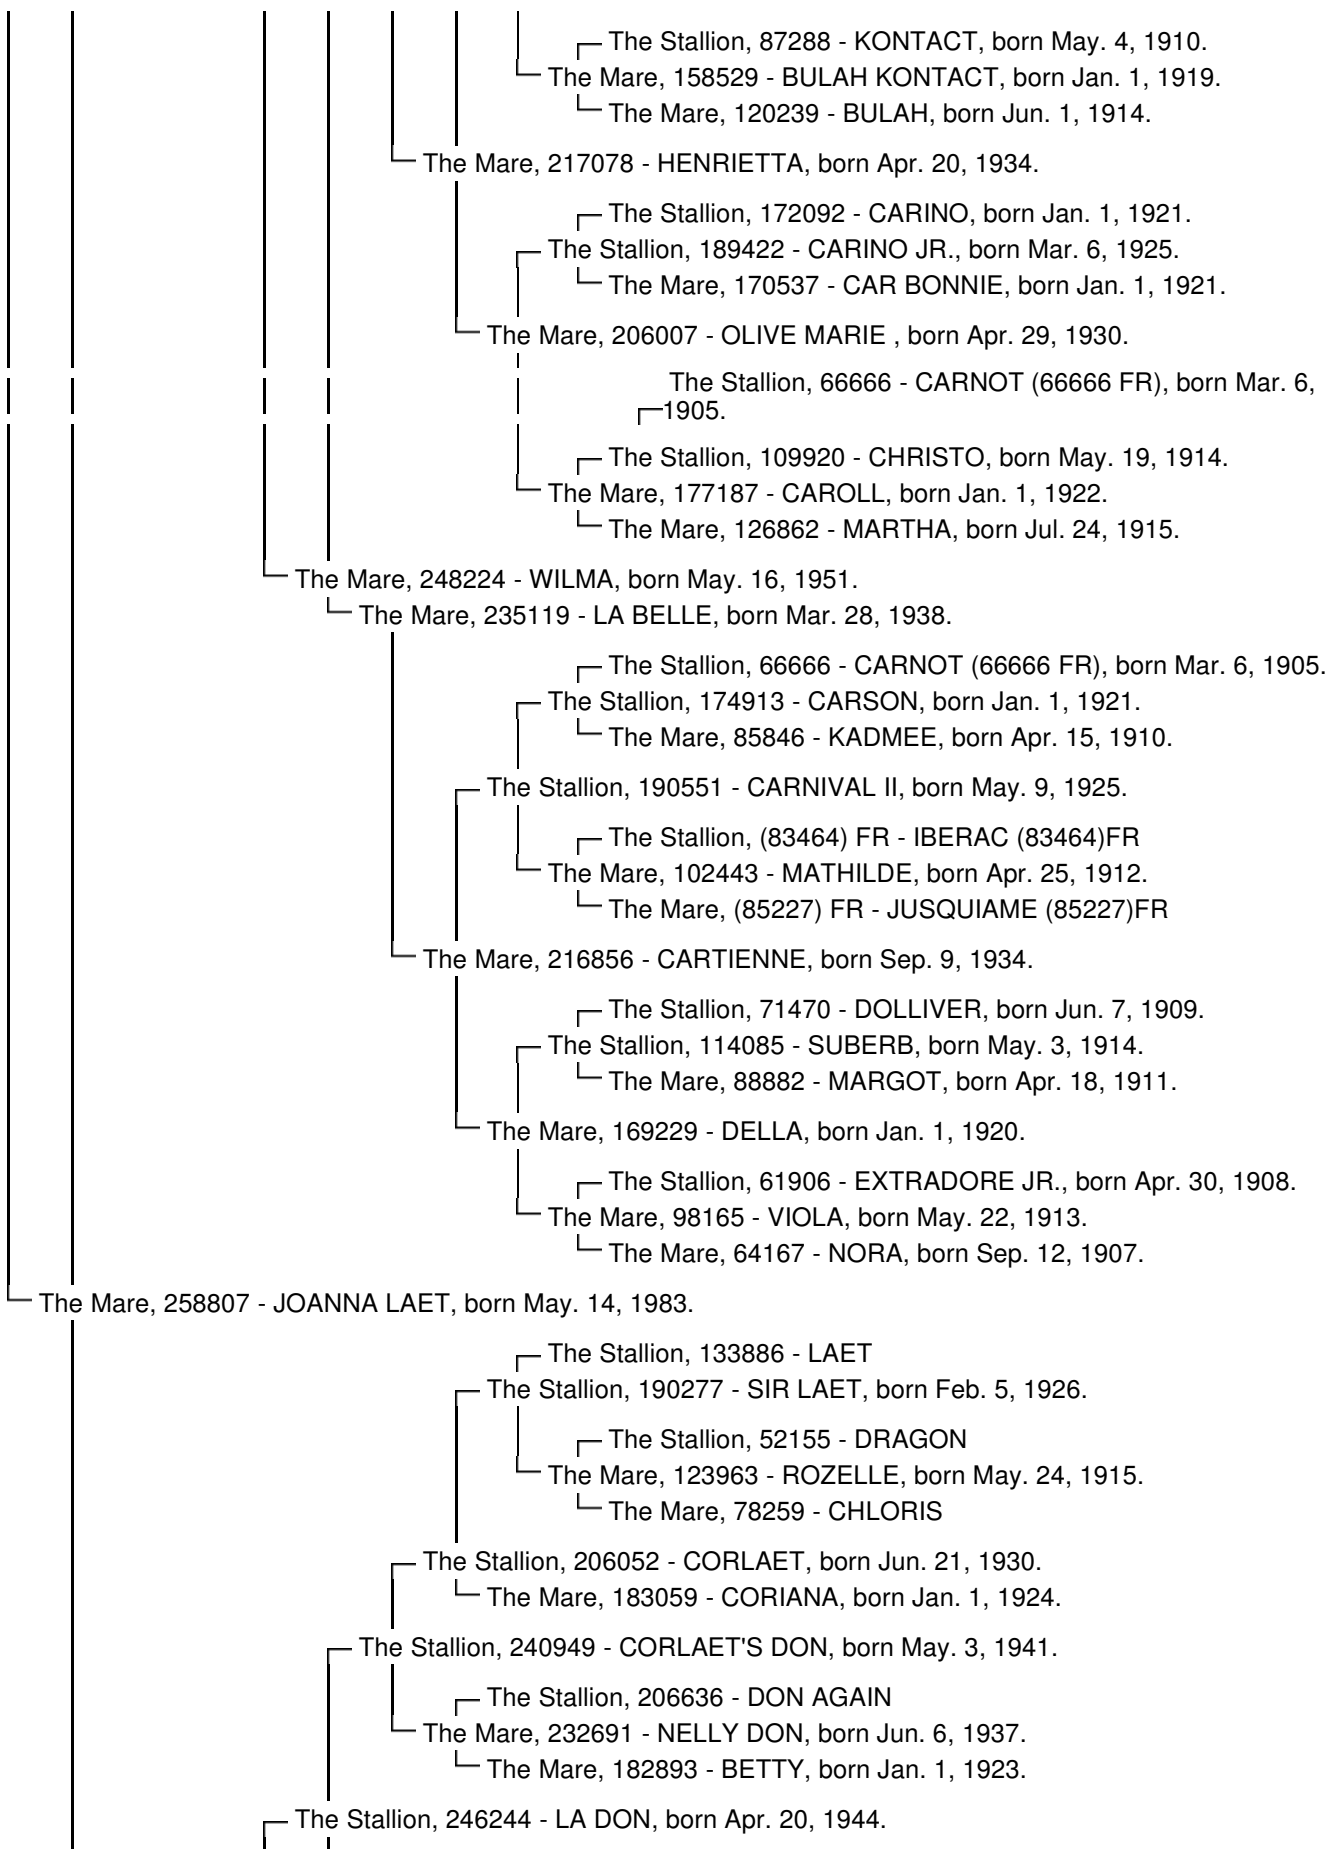 The Stallion, 87288 - KONTACT, born May. 4, 1910.
The Mare, 158529 - BULAH KONTACT, born Jan. 1, 1919.
The Mare, 120239 - BULAH, born Jun. 1, 1914.
The Mare, 217078 - HENRIETTA, born Apr. 20, 1934.
The Stallion, 172092 - CARINO, born Jan. 1, 1921.
The Stallion, 189422 - CARINO JR., born Mar. 6, 1925.
The Mare, 170537 - CAR BONNIE, born Jan. 1, 1921.
The Mare, 206007 - OLIVE MARIE , born Apr. 29, 1930.
The Stallion, 66666 - CARNOT (66666 FR), born Mar. 6,
1905.
The Stallion, 109920 - CHRISTO, born May. 19, 1914.
The Mare, 177187 - CAROLL, born Jan. 1, 1922.
The Mare, 126862 - MARTHA, born Jul. 24, 1915.
The Mare, 248224 - WILMA, born May. 16, 1951.
The Mare, 235119 - LA BELLE, born Mar. 28, 1938.
The Stallion, 66666 - CARNOT (66666 FR), born Mar. 6, 1905.
The Stallion, 174913 - CARSON, born Jan. 1, 1921.
The Mare, 85846 - KADMEE, born Apr. 15, 1910.
The Stallion, 190551 - CARNIVAL II, born May. 9, 1925.
The Stallion, (83464) FR - IBERAC (83464)FR
The Mare, 102443 - MATHILDE, born Apr. 25, 1912.
The Mare, (85227) FR - JUSQUIAME (85227)FR
The Mare, 216856 - CARTIENNE, born Sep. 9, 1934.
The Stallion, 71470 - DOLLIVER, born Jun. 7, 1909.
The Stallion, 114085 - SUBERB, born May. 3, 1914.
The Mare, 88882 - MARGOT, born Apr. 18, 1911.
The Mare, 169229 - DELLA, born Jan. 1, 1920.
The Stallion, 61906 - EXTRADORE JR., born Apr. 30, 1908.
The Mare, 98165 - VIOLA, born May. 22, 1913.
The Mare, 64167 - NORA, born Sep. 12, 1907.
The Mare, 258807 - JOANNA LAET, born May. 14, 1983.
The Stallion, 133886 - LAET
The Stallion, 190277 - SIR LAET, born Feb. 5, 1926.
The Stallion, 52155 - DRAGON
The Mare, 123963 - ROZELLE, born May. 24, 1915.
The Mare, 78259 - CHLORIS
The Stallion, 206052 - CORLAET, born Jun. 21, 1930.
The Mare, 183059 - CORIANA, born Jan. 1, 1924.
The Stallion, 240949 - CORLAET'S DON, born May. 3, 1941.
The Stallion, 206636 - DON AGAIN
The Mare, 232691 - NELLY DON, born Jun. 6, 1937.
The Mare, 182893 - BETTY, born Jan. 1, 1923.
The Stallion, 246244 - LA DON, born Apr. 20, 1944.